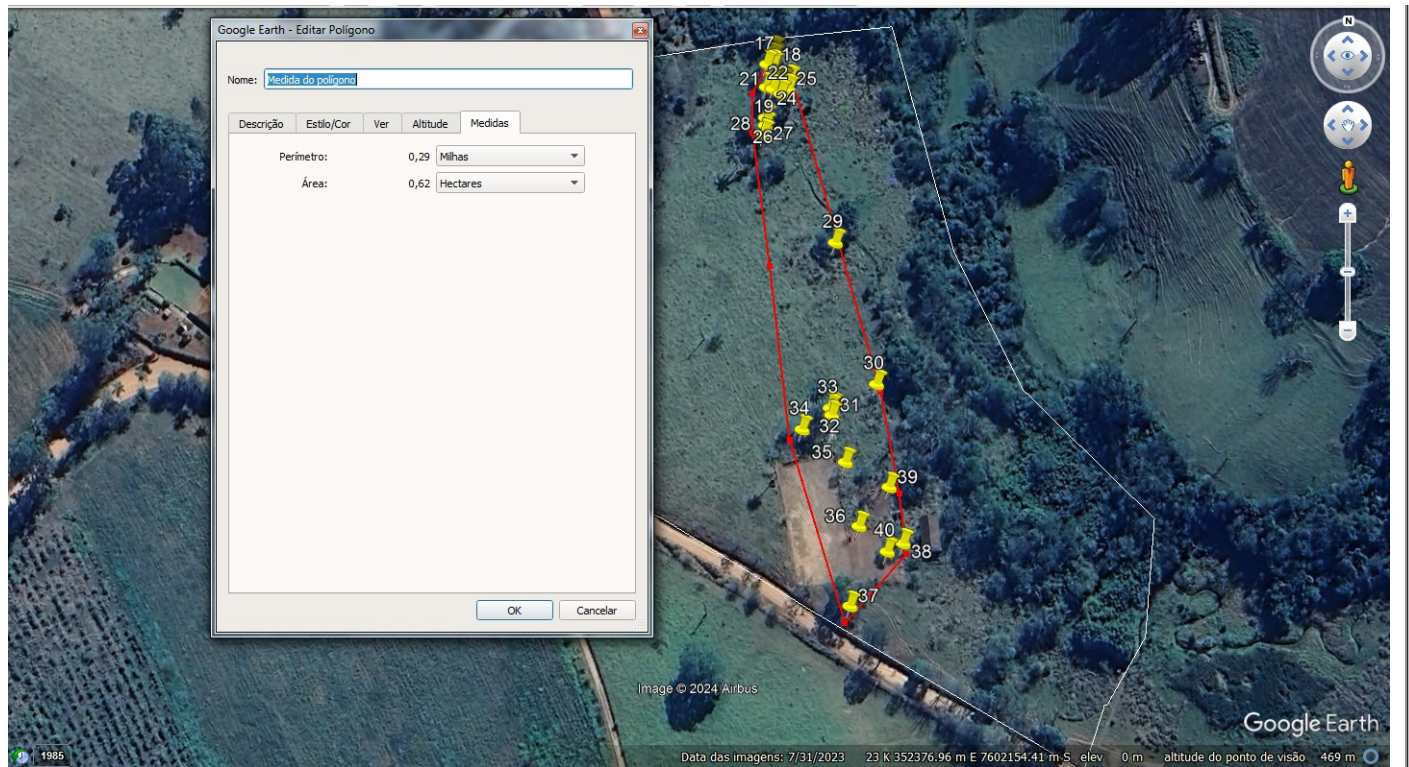 Google Earth - Editar Polígono
Nome: Medida do polígono
Descrição Estilo/Cor Ver Altitude Medidas
Perímetro: 0,29 Milhas
Área: 0,62 Hectares
OK Cancelar
N
17
18
21 22 25
24
19
28
26 27
29
30
33
34 31
32
35
39
36
40
38
37
Image © 2024 Airbus
Google Earth
1985
Data das imagens: 7/31/2023 23 K 352376.96 m E 7602154.41 m S elev 0 m altitude do ponto de visão 469 m